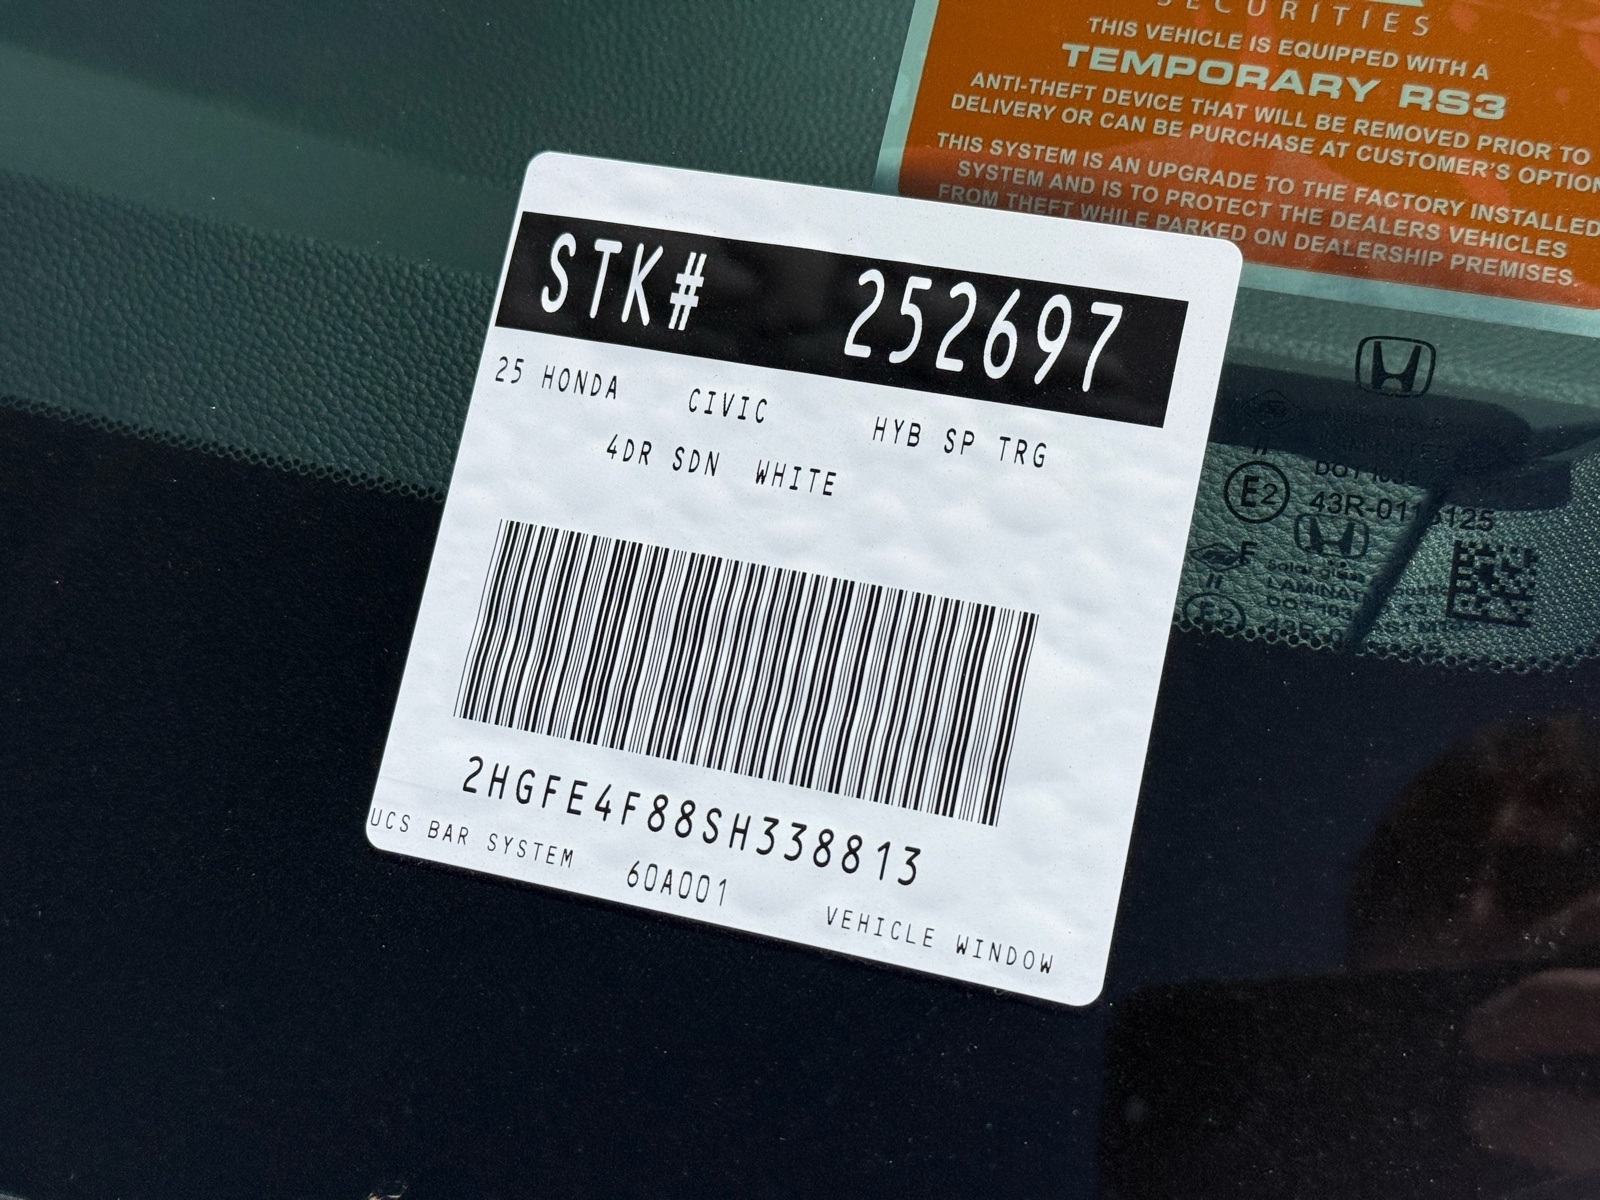 SECURITIES
THIS VEHICLE IS EQUIPPED WITH A
TEMPORARY RS3
ANTI-THEFT DEVICE THAT WILL BE REMOVED PRIOR TO
DELIVERY OR CAN BE PURCHASE AT CUSTOMER'S OPTION
THIS SYSTEM IS AN UPGRADE TO THE FACTORY INSTALLED
SYSTEM AND IS TO PROTECT THE DEALERS VEHICLES
FROM THEFT WHILE PARKED ON DEALERSHIP PREMISES.
STK# 252697
25 HONDA CIVIC HYB SP TRG
4DR SDN WHITE
2HGFE4F88SH338813
UCS BAR SYSTEM 60A001 VEHICLE WINDOW
E2